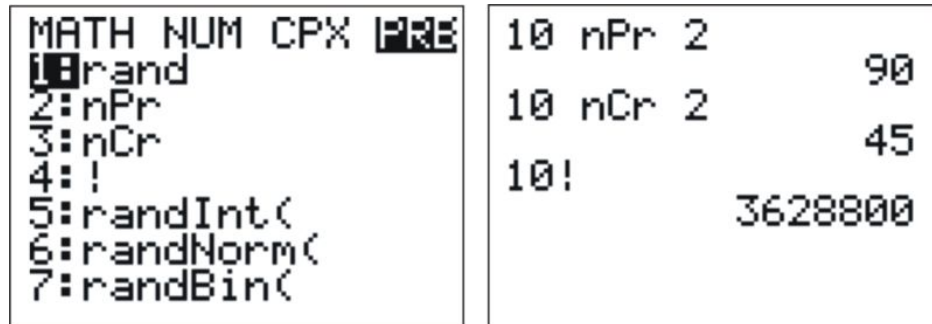 MATH NUM CPX PRB
1:rand
2:nPr
3:nCr
4:!
5:randInt(
6:randNorm(
7:randBin(
10 nPr 2
90
10 nCr 2
45
10!
3628800